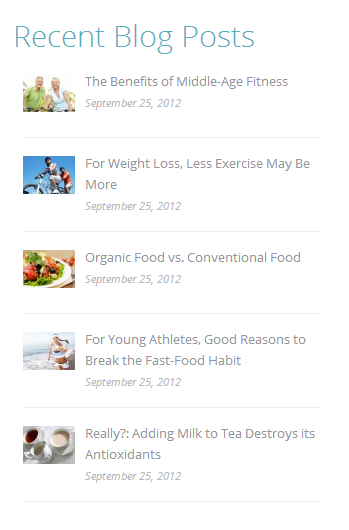 Recent Blog Posts
The Benefits of Middle-Age Fitness
September 25, 2012
For Weight Loss, Less Exercise May Be
More
September 25, 2012
Organic Food vs. Conventional Food
September 25, 2012
For Young Athletes, Good Reasons to
Break the Fast-Food Habit
September 25, 2012
Really?: Adding Milk to Tea Destroys its
Antioxidants
September 25, 2012